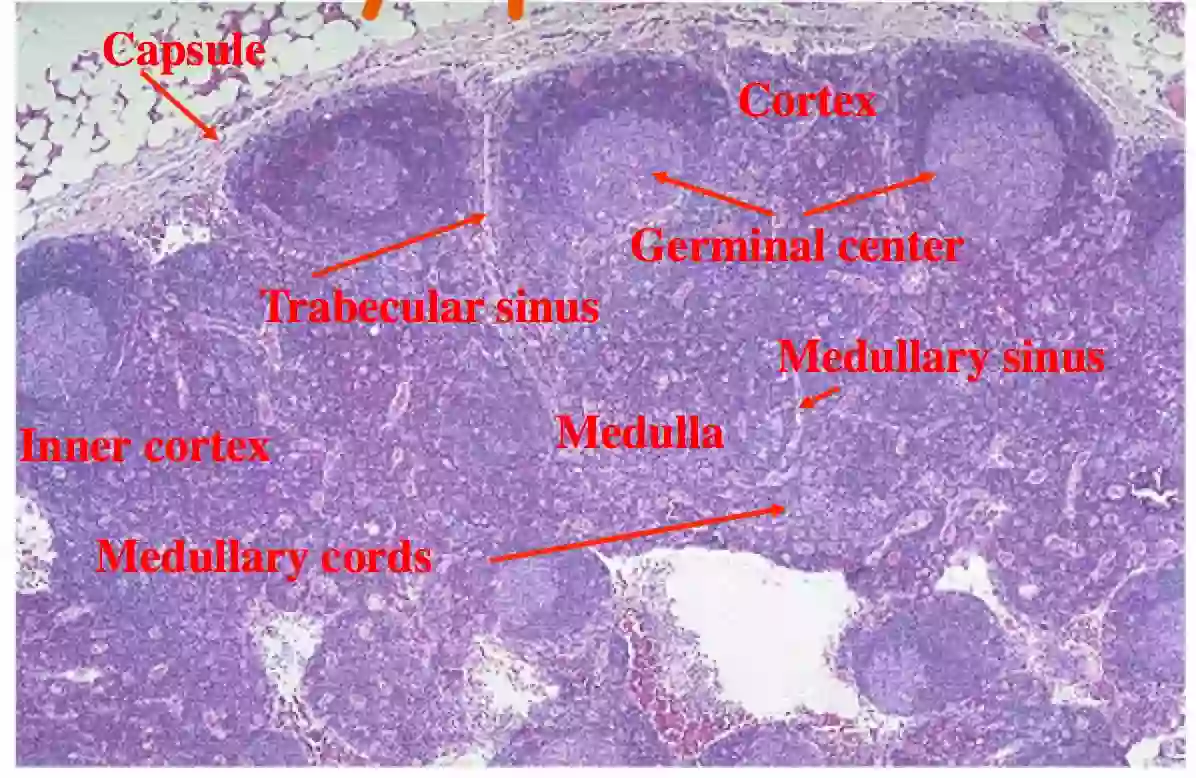 Capsule
Cortex
Germinal center
Trabecular sinus
Medullary sinus
Medulla
Inner cortex
Medullary cords